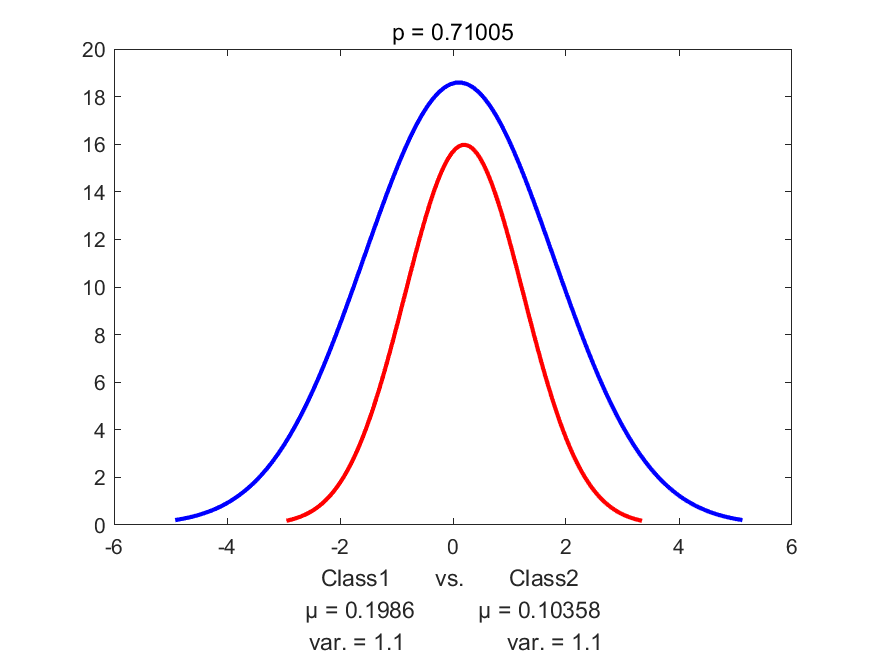 p = 0.71005
20
18
16
14
12
10
8
6
4
2
0
-6 -4 -2 0 2 4 6
Class1 vs. Class2
μ = 0.1986 μ = 0.10358
var. = 1.1 var. = 1.1